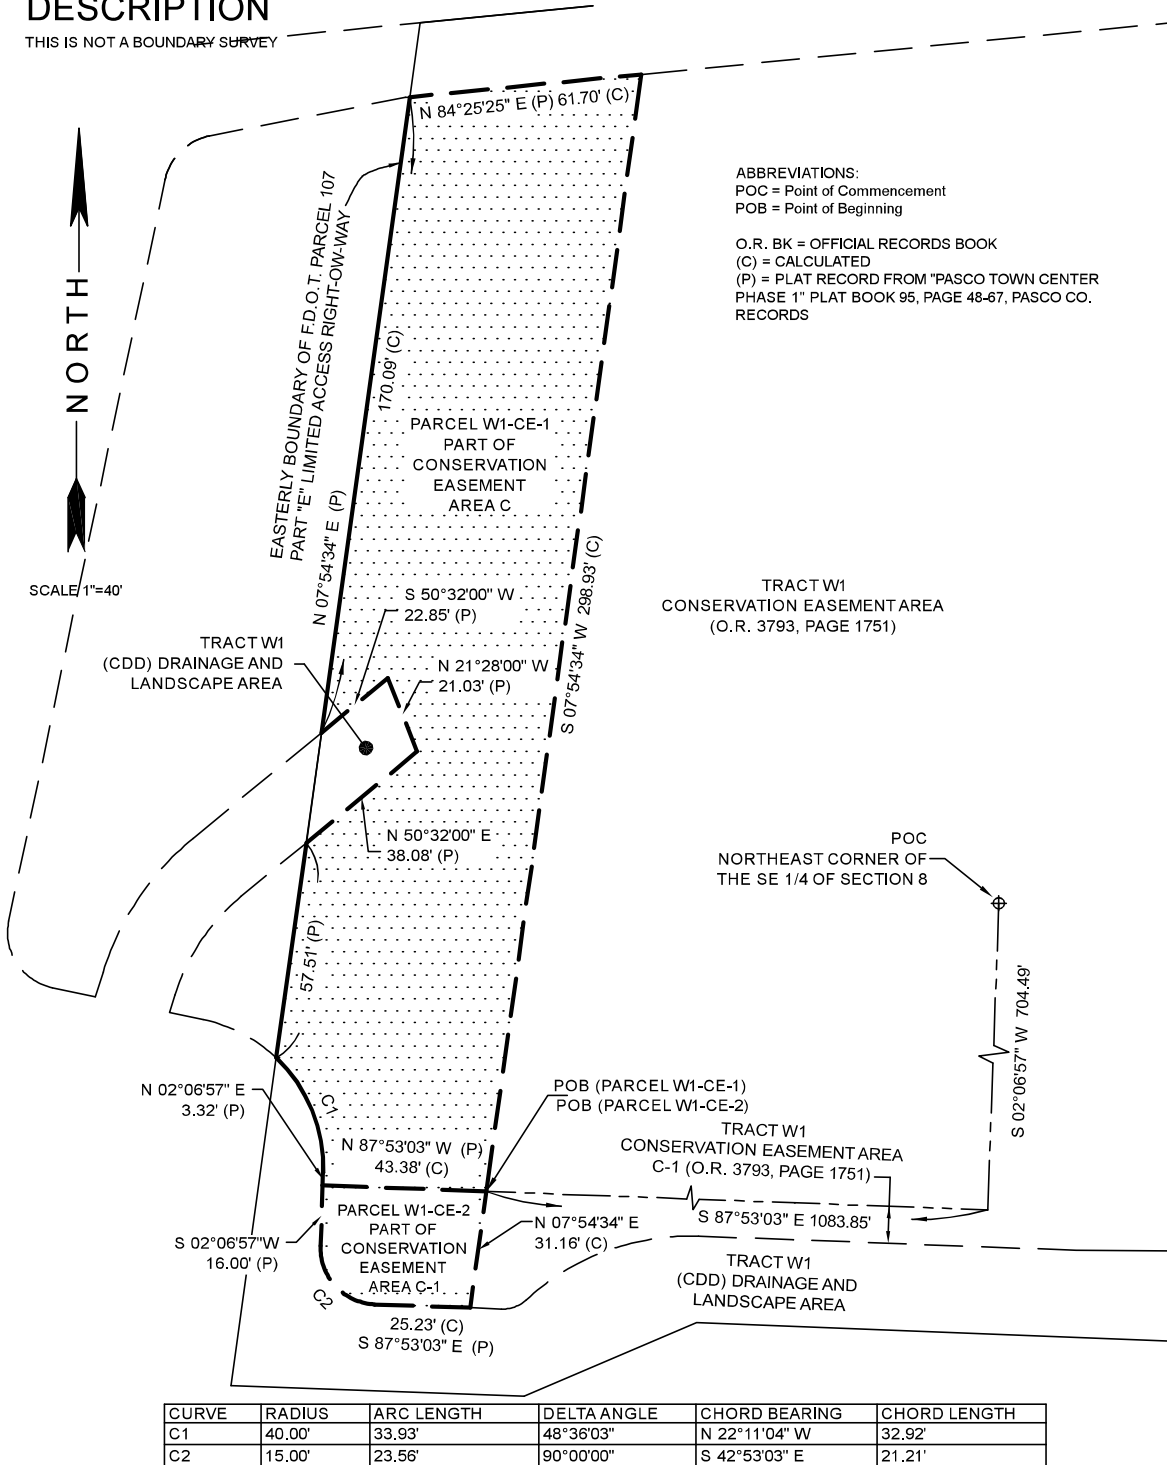 DESCRIPTION
THIS IS NOT A BOUNDARY SURVEY
N 84°25'25" E (P) 61.70' (C)
ABBREVIATIONS:
POC = Point of Commencement
POB = Point of Beginning
O.R. BK = OFFICIAL RECORDS BOOK
(C) = CALCULATED
(P) = PLAT RECORD FROM "PASCO TOWN CENTER
PHASE 1" PLAT BOOK 95, PAGE 48-67, PASCO CO.
RECORDS
NORTH
SCALE 1"=40'
EASTERLY BOUNDARY OF F.D.O.T. PARCEL 107
PART "E" LIMITED ACCESS RIGHT-OW-WAY
170.09' (C)
N 07°54'34" E (P)
PARCEL W1-CE-1
PART OF
CONSERVATION
EASEMENT
AREA C
S 07°54'34" W 298.93' (C)
TRACT W1
CONSERVATION EASEMENT AREA
(O.R. 3793, PAGE 1751)
S 50°32'00" W
22.85' (P)
TRACT W1
(CDD) DRAINAGE AND
LANDSCAPE AREA
N 21°28'00" W
21.03' (P)
N 50°32'00" E
38.08' (P)
POC
NORTHEAST CORNER OF
THE SE 1/4 OF SECTION 8
57.51' (P)
S 02°06'57" W 704.49'
N 02°06'57" E
3.32' (P)
C1
POB (PARCEL W1-CE-1)
POB (PARCEL W1-CE-2)
N 87°53'03" W (P)
43.38' (C)
TRACT W1
CONSERVATION EASEMENT AREA
C-1 (O.R. 3793, PAGE 1751)
S 87°53'03" E 1083.85'
PARCEL W1-CE-2
PART OF
CONSERVATION
EASEMENT
AREA C-1
N 07°54'34" E
31.16' (C)
S 02°06'57"W
16.00' (P)
C2
TRACT W1
(CDD) DRAINAGE AND
LANDSCAPE AREA
25.23' (C)
S 87°53'03" E (P)
CURVE RADIUS ARC LENGTH DELTA ANGLE CHORD BEARING CHORD LENGTH
C1 40.00' 33.93' 48°36'03" N 22°11'04" W 32.92'
C2 15.00' 23.56' 90°00'00" S 42°53'03" E 21.21'